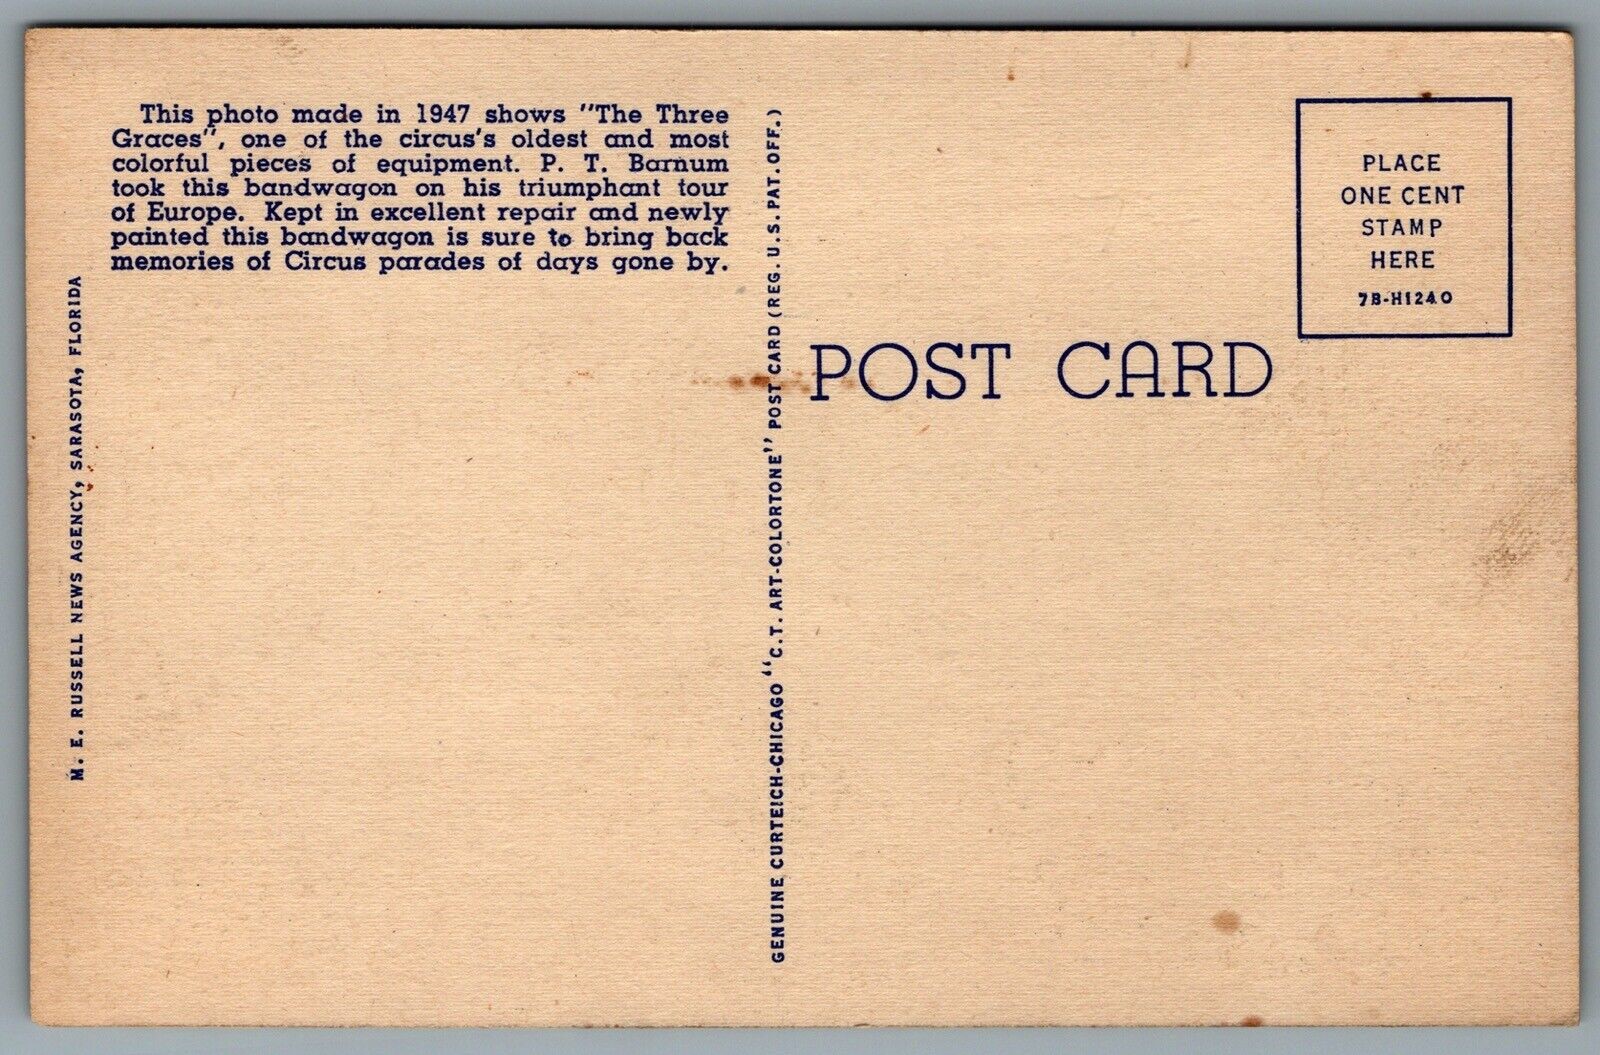 This photo made in 1947 shows "The Three
Graces", one of the circus's oldest and most
colorful pieces of equipment. P. T. Barnum
took this bandwagon on his triumphant tour
of Europe. Kept in excellent repair and newly
painted this bandwagon is sure to bring back
memories of Circus parades of days gone by.
M. E. RUSSELL NEWS AGENCY, SARASOTA, FLORIDA
GENUINE CURTEICH-CHICAGO "C.T. ART-COLORTONE" POST CARD (REG. U.S. PAT. OFF.)
POST CARD
PLACE
ONE CENT
STAMP
HERE
7B-H1240